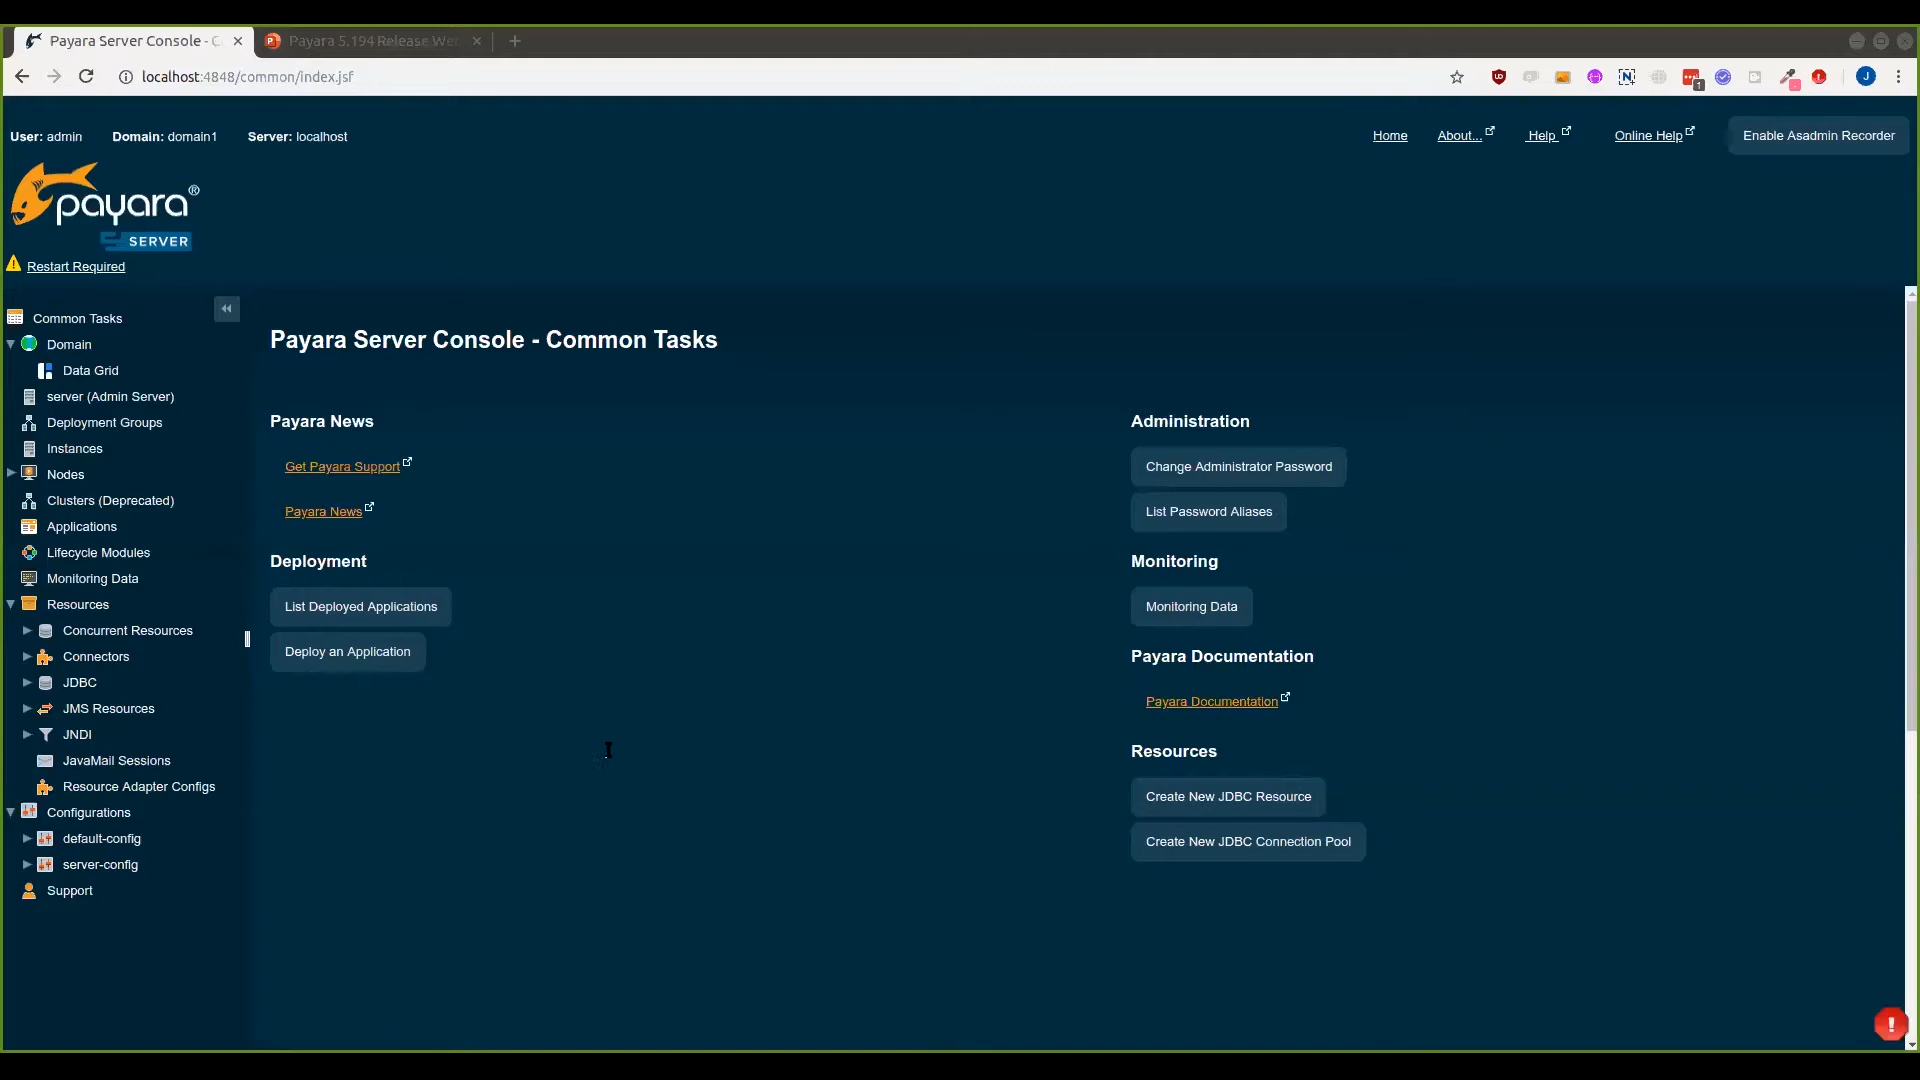 Payara Server Console - C
Payara 5.194 Release We
localhost:4848/common/index.jsf
1
J
User: admin
Domain: domain1
Server: localhost
Home
About...
Help
Online Help
Enable Asadmin Recorder
payara®
SERVER
Restart Required
Common Tasks
Domain
Data Grid
server (Admin Server)
Deployment Groups
Instances
Nodes
Clusters (Deprecated)
Applications
Lifecycle Modules
Monitoring Data
Resources
Concurrent Resources
Connectors
JDBC
JMS Resources
JNDI
JavaMail Sessions
Resource Adapter Configs
Configurations
default-config
server-config
Support
Payara Server Console - Common Tasks
Payara News
Get Payara Support
Payara News
Deployment
List Deployed Applications
Deploy an Application
Administration
Change Administrator Password
List Password Aliases
Monitoring
Monitoring Data
Payara Documentation
Payara Documentation
Resources
Create New JDBC Resource
Create New JDBC Connection Pool